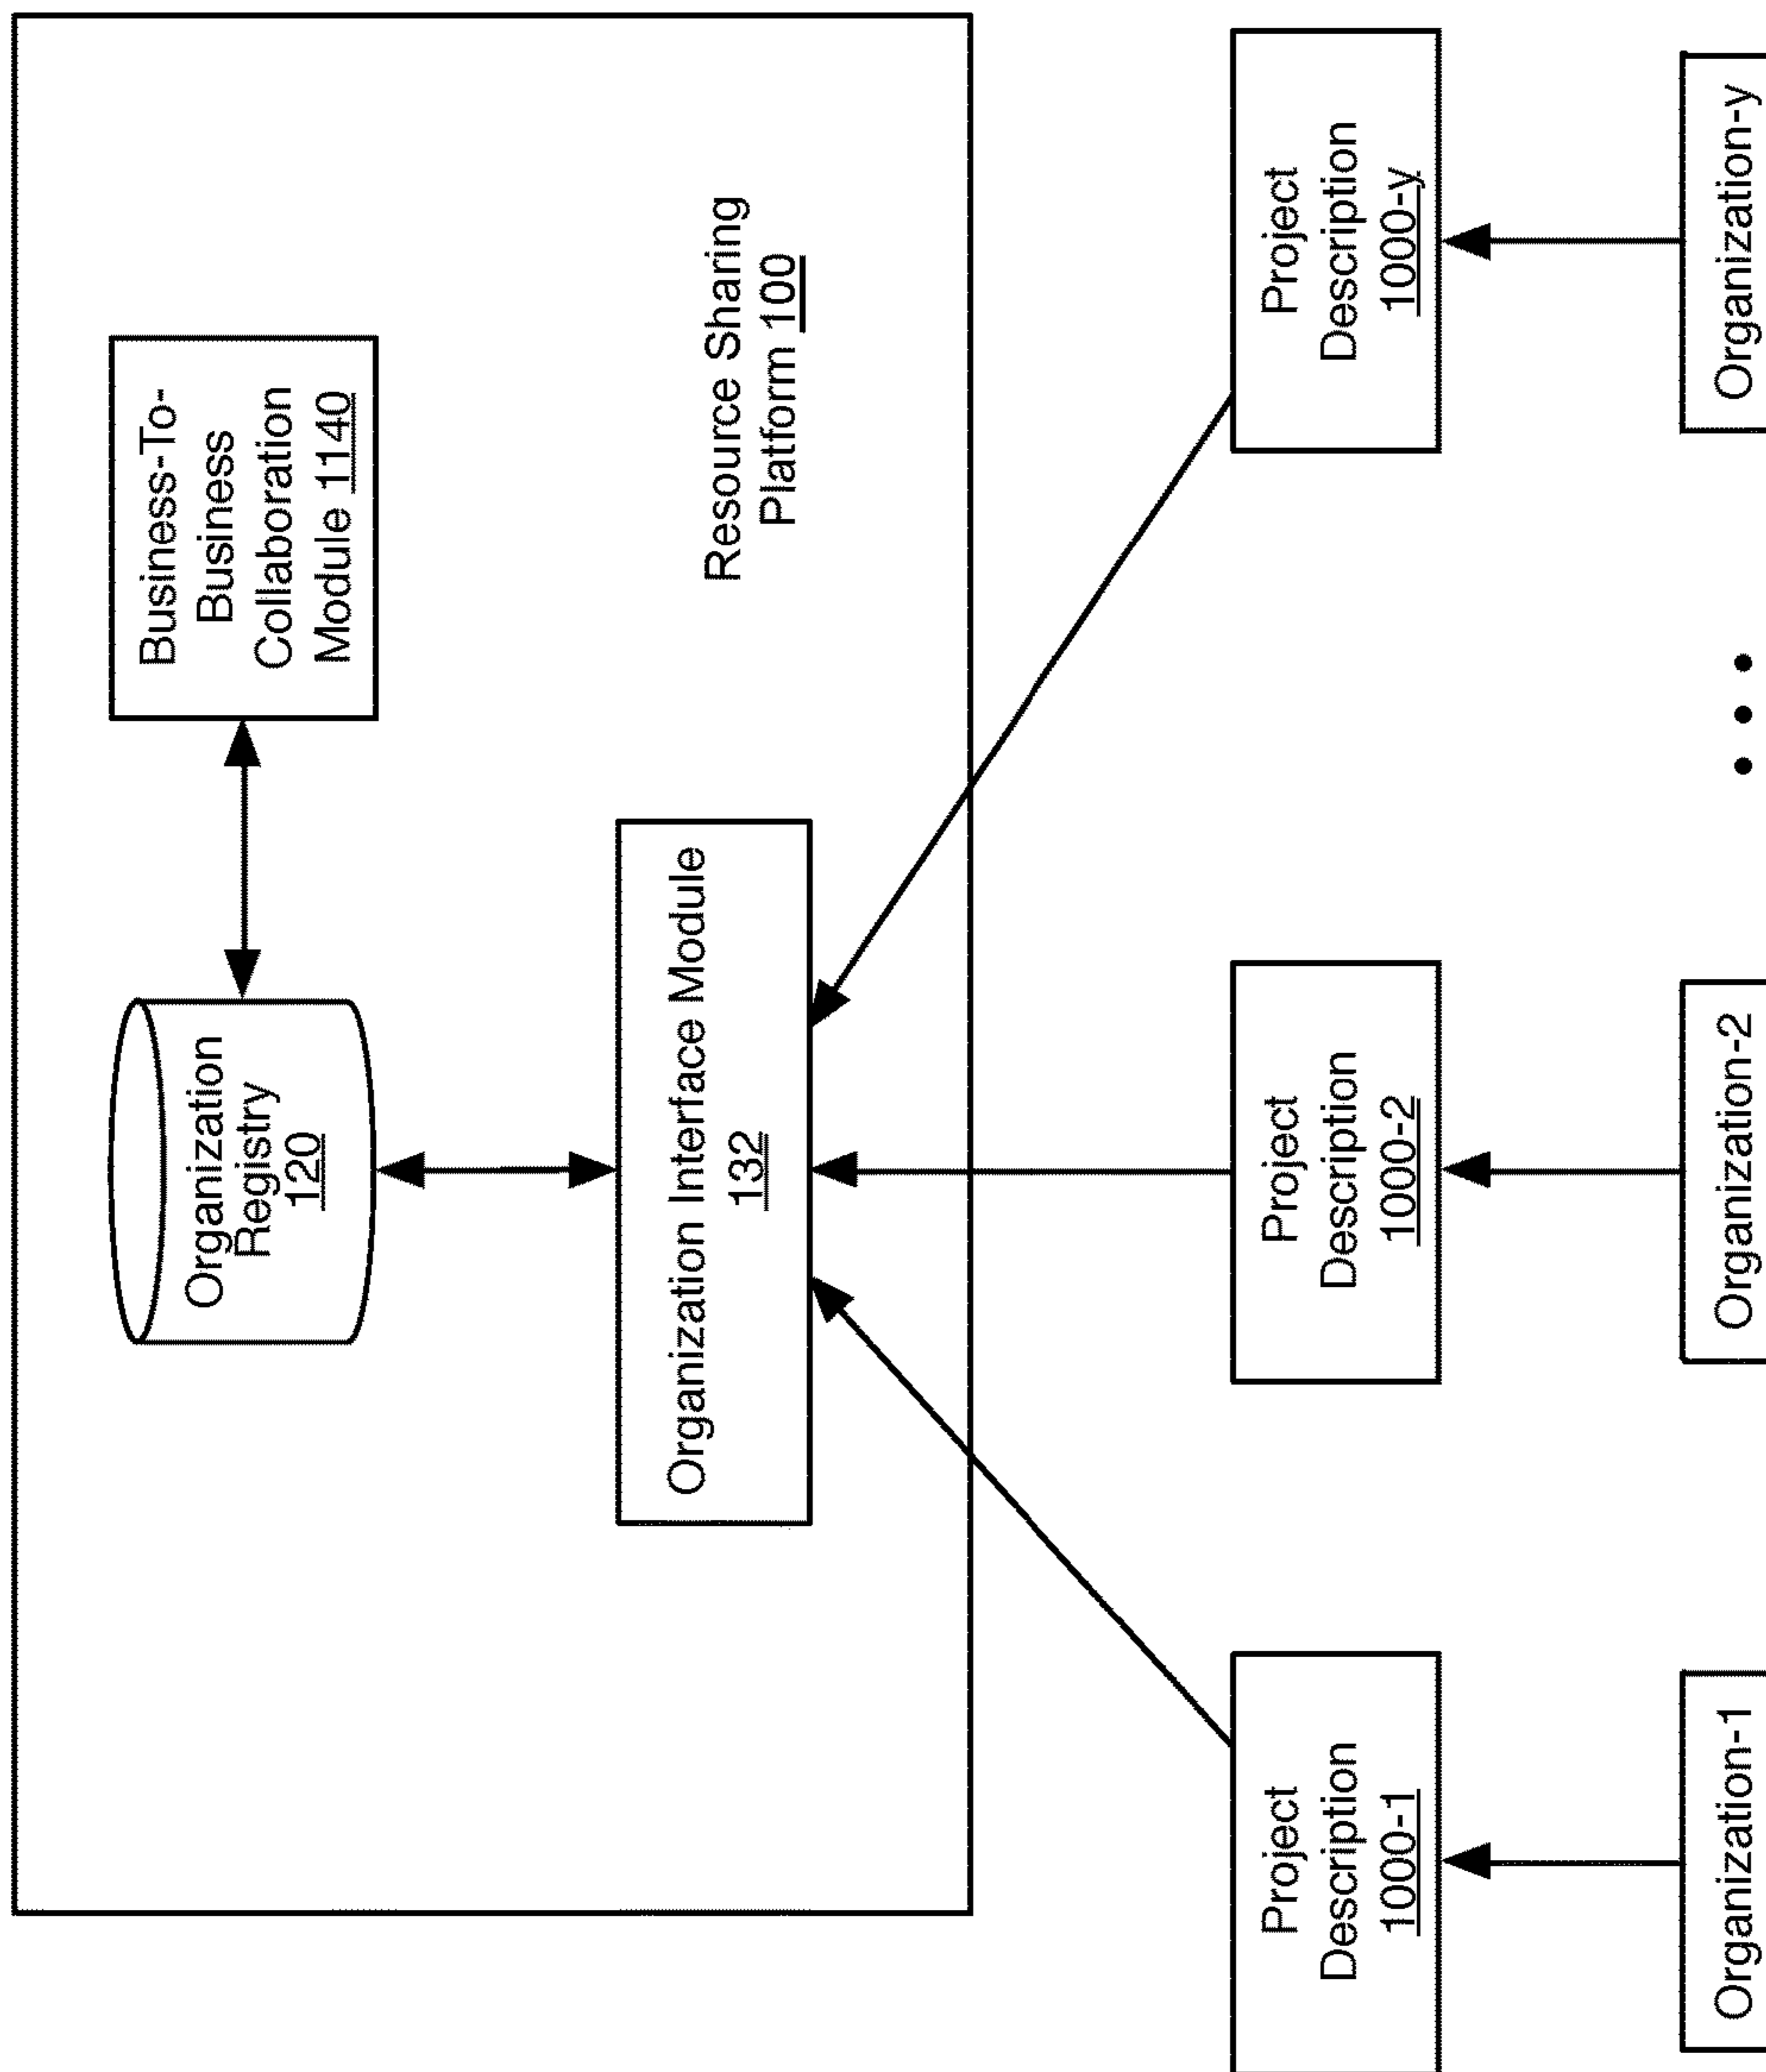 Organization
Registry
120
Business-To-
Business
Collaboration
Module 1140
Organization Interface Module
132
Resource Sharing
Platform 100
Project
Description
1000-1
Project
Description
1000-2
Project
Description
1000-y
Organization-1
Organization-2
• • •
Organization-y